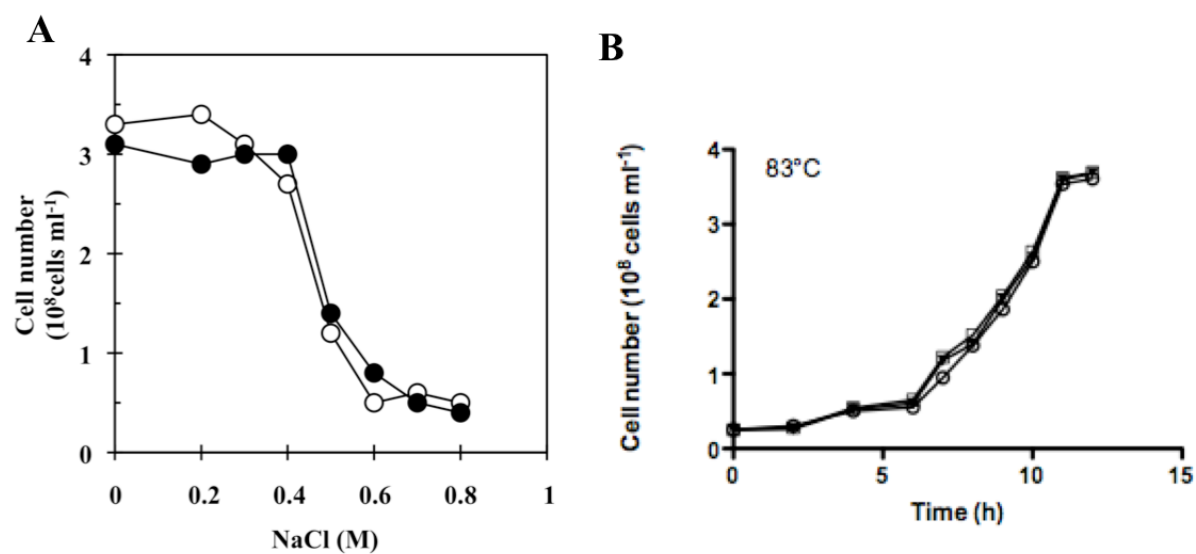 A
4
3
2
1
0
Cell number
(10⁸cells ml⁻¹)
0 0.2 0.4 0.6 0.8 1
NaCl (M)
B
83°C
4
3
2
1
0
Cell number (10⁸ cells ml⁻¹)
0 5 10 15
Time (h)